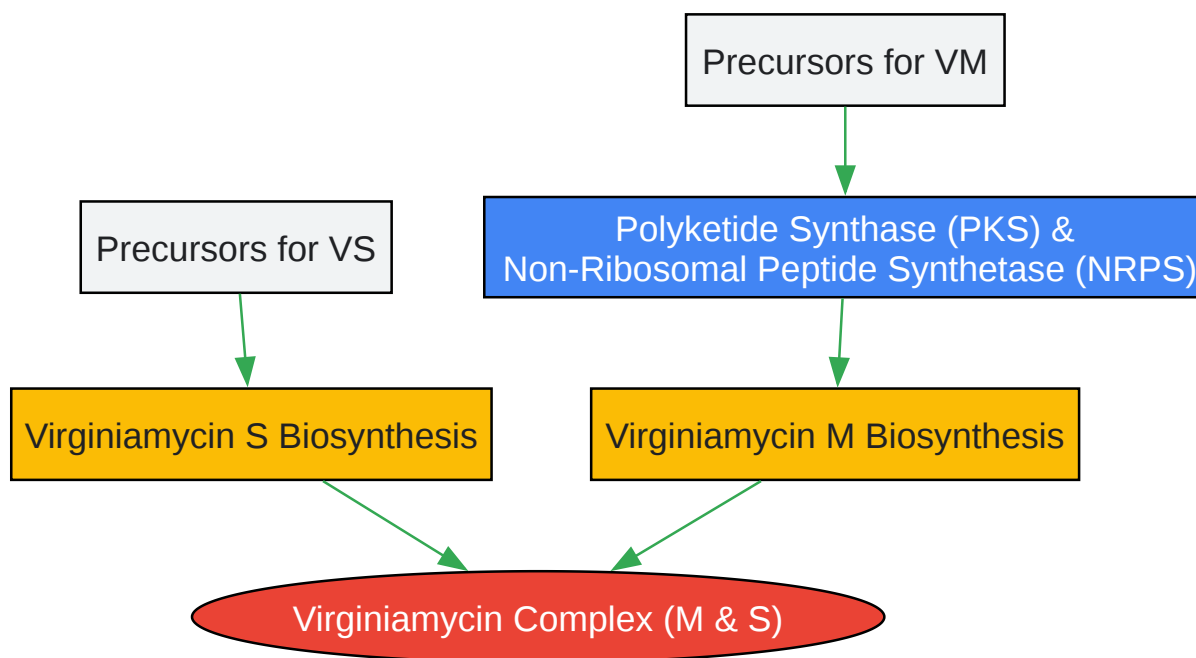 Precursors for VM
Polyketide Synthase (PKS) &
Non-Ribosomal Peptide Synthetase (NRPS)
Precursors for VS
Virginiamycin S Biosynthesis
Virginiamycin M Biosynthesis
Virginiamycin Complex (M & S)